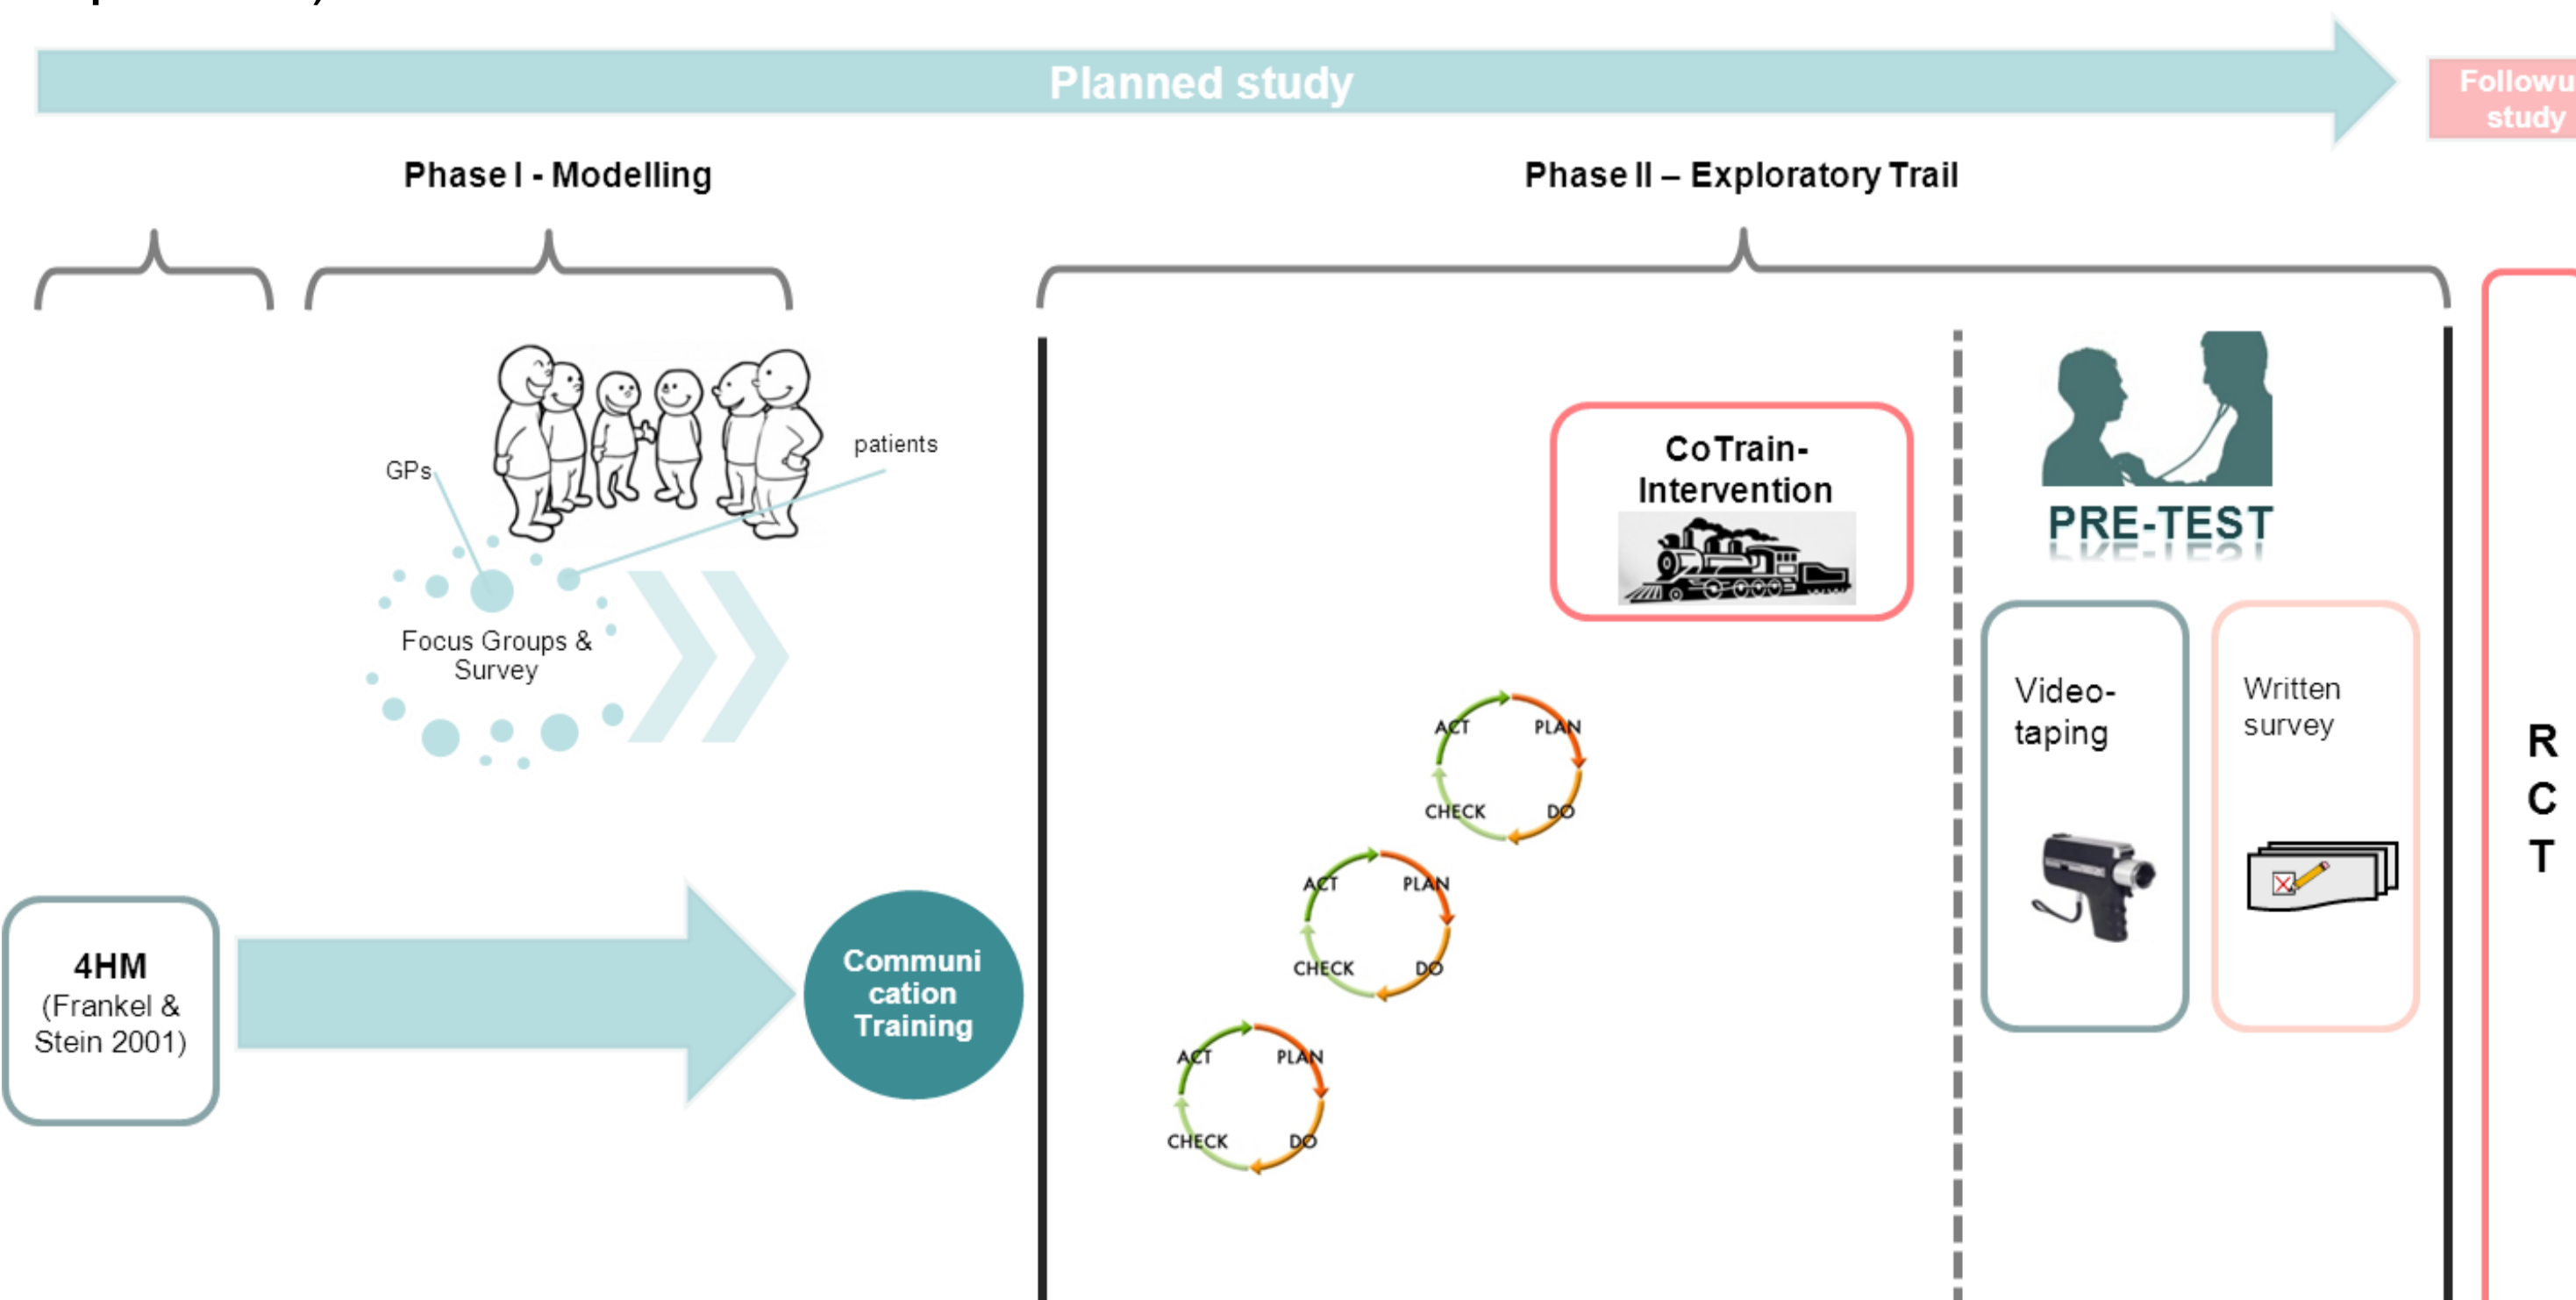 Planned study
Followu
study
Phase I - Modelling
Phase II – Exploratory Trail
GPs
patients
Focus Groups &
Survey
4HM
(Frankel &
Stein 2001)
Communi
cation
Training
CoTrain-
Intervention
ACT PLAN
CHECK DO
ACT PLAN
CHECK DO
ACT PLAN
CHECK DO
PRE-TEST
Video-
taping
Written
survey
R
C
T